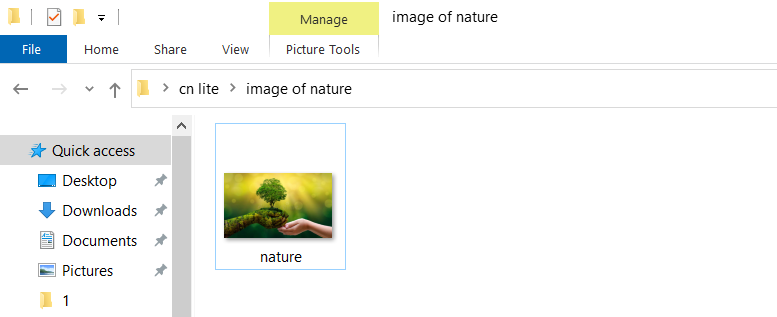 Manage
image of nature
File
Home
Share
View
Picture Tools
cn lite
image of nature
Quick access
Desktop
Downloads
Documents
Pictures
1
nature